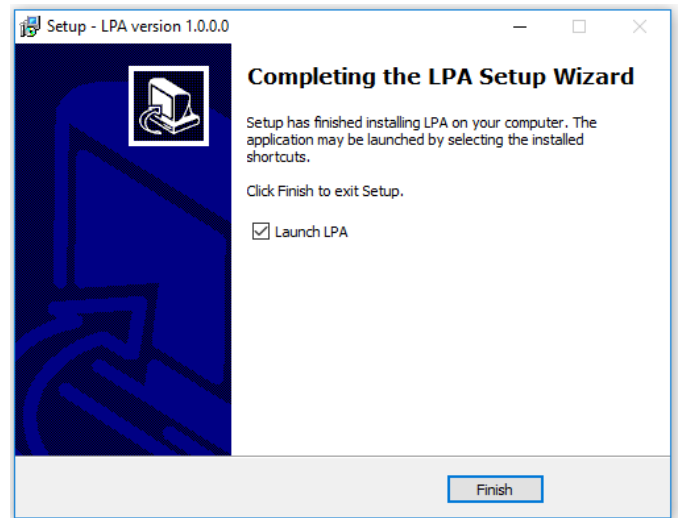 Setup - LPA version 1.0.0.0
Completing the LPA Setup Wizard
Setup has finished installing LPA on your computer. The
application may be launched by selecting the installed
shortcuts.
Click Finish to exit Setup.
Launch LPA
Finish